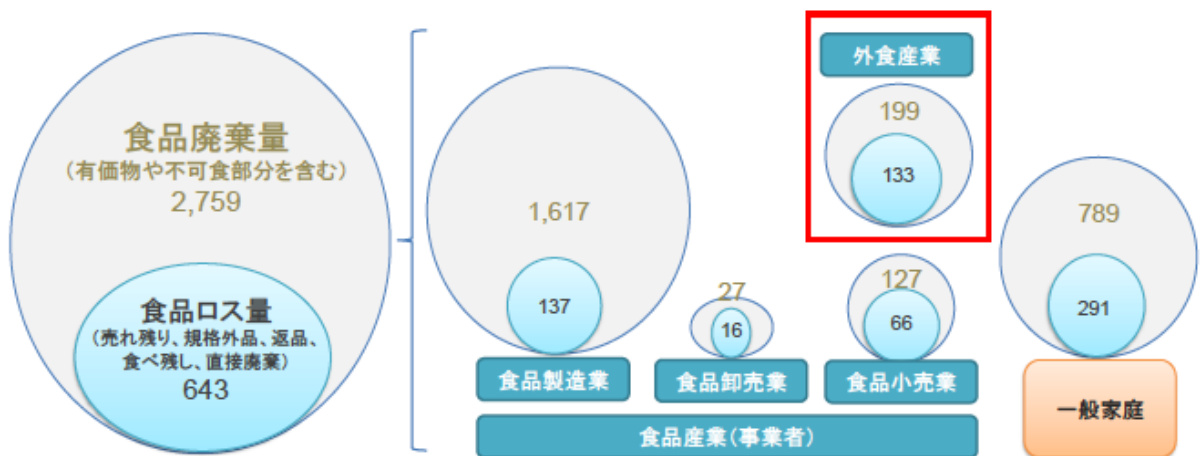 食品廃棄量
（有価物や不可食部分を含む）
2,759
食品ロス量
（売れ残り、規格外品、返品、
食べ残し、直接廃棄）
643
1,617
137
食品製造業
27
16
食品卸売業
外食産業
199
133
127
66
食品小売業
食品産業（事業者）
789
291
一般家庭